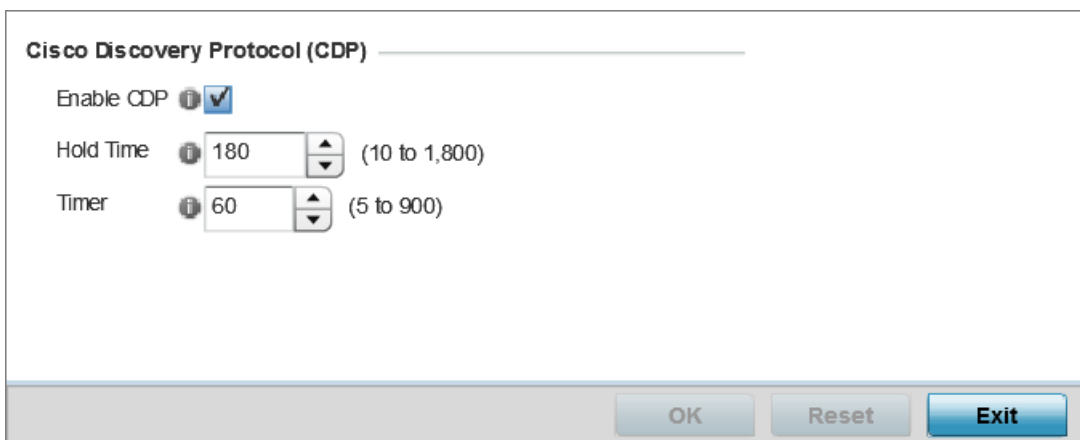 Cisco Discovery Protocol (CDP)
Enable CDP
Hold Time 180 (10 to 1,800)
Timer 60 (5 to 900)
OK Reset Exit